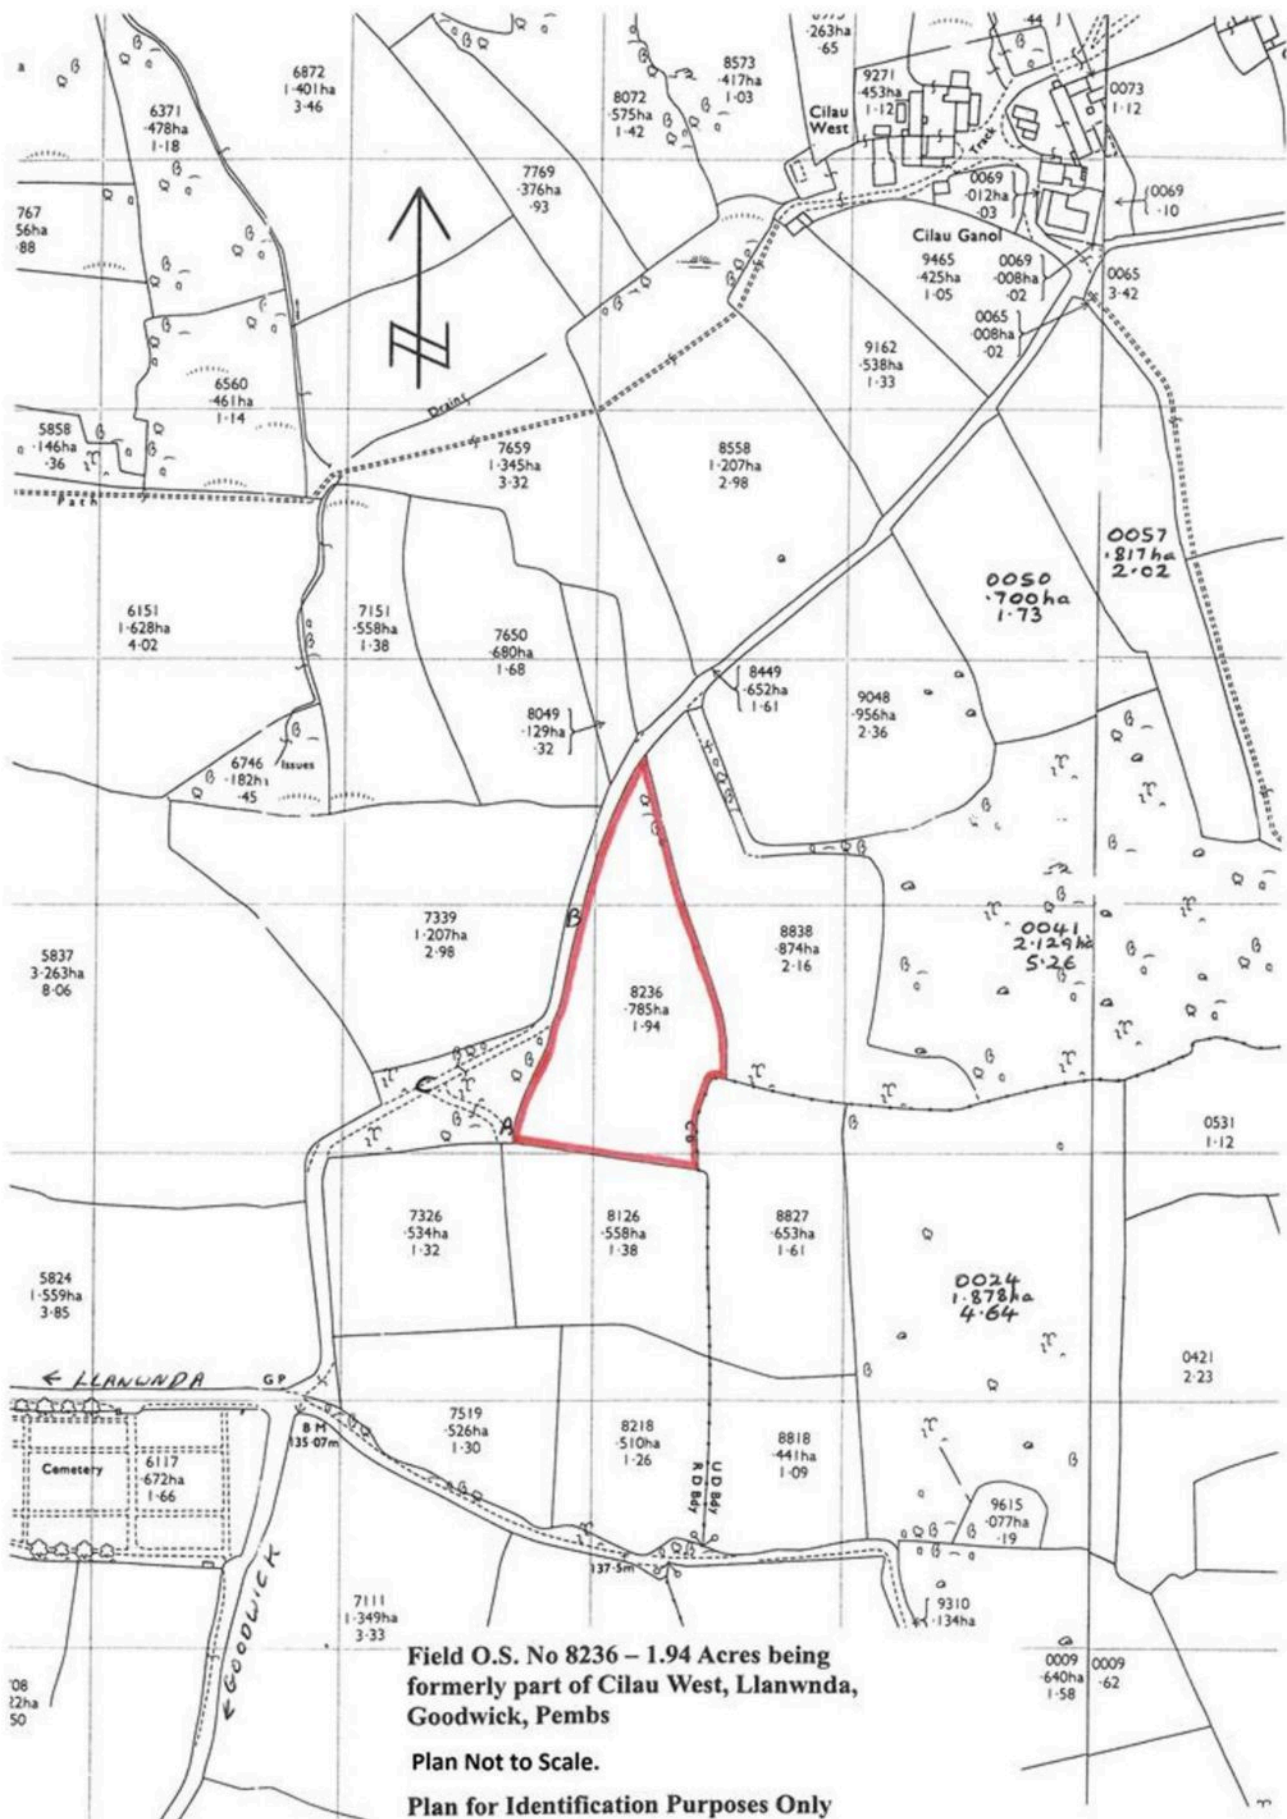 6872
1·401ha
3·46
6371
·478ha
1·18
8072
·575ha
1·42
8573
·417ha
1·03
·263ha
·65
9271
·453ha
1·12
·44
0073
1·12
Cilau
West
Track
767
56ha
·88
7769
·376ha
·93
0069
·012ha
·03
0069
·10
Cilau Ganol
9465
·425ha
1·05
0069
·008ha
·02
0065
3·42
0065
·008ha
·02
9162
·538ha
1·33
6560
·461ha
1·14
Drains
5858
·146ha
·36
7659
1·345ha
3·32
8558
1·207ha
2·98
Path
0057
·817ha
2·02
0050
·700ha
1·73
6151
1·628ha
4·02
7151
·558ha
1·38
7650
·680ha
1·68
8449
·652ha
1·61
9048
·956ha
2·36
8049
·129ha
·32
6746
·182h
·45
Issues
B
7339
1·207ha
2·98
8838
·874ha
2·16
0041
2·129ha
5·26
5837
3·263ha
8·06
8236
·785ha
1·94
C
A
0531
1·12
7326
·534ha
1·32
8126
·558ha
1·38
8827
·653ha
1·61
5824
1·559ha
3·85
0024
1·878ha
4·64
0421
2·23
← LLANWNDA
GP
BM
135·07m
7519
·526ha
1·30
8218
·510ha
1·26
8818
·441ha
1·09
R D Bdy
U D Bdy
Cemetery
6117
·672ha
1·66
9615
·077ha
·19
137·5m
← GOODWICK
7111
1·349ha
3·33
9310
·134ha
'08
22ha
50
0009
·640ha
1·58
0009
·62
Field O.S. No 8236 – 1.94 Acres being
formerly part of Cilau West, Llanwnda,
Goodwick, Pembs
Plan Not to Scale.
Plan for Identification Purposes Only